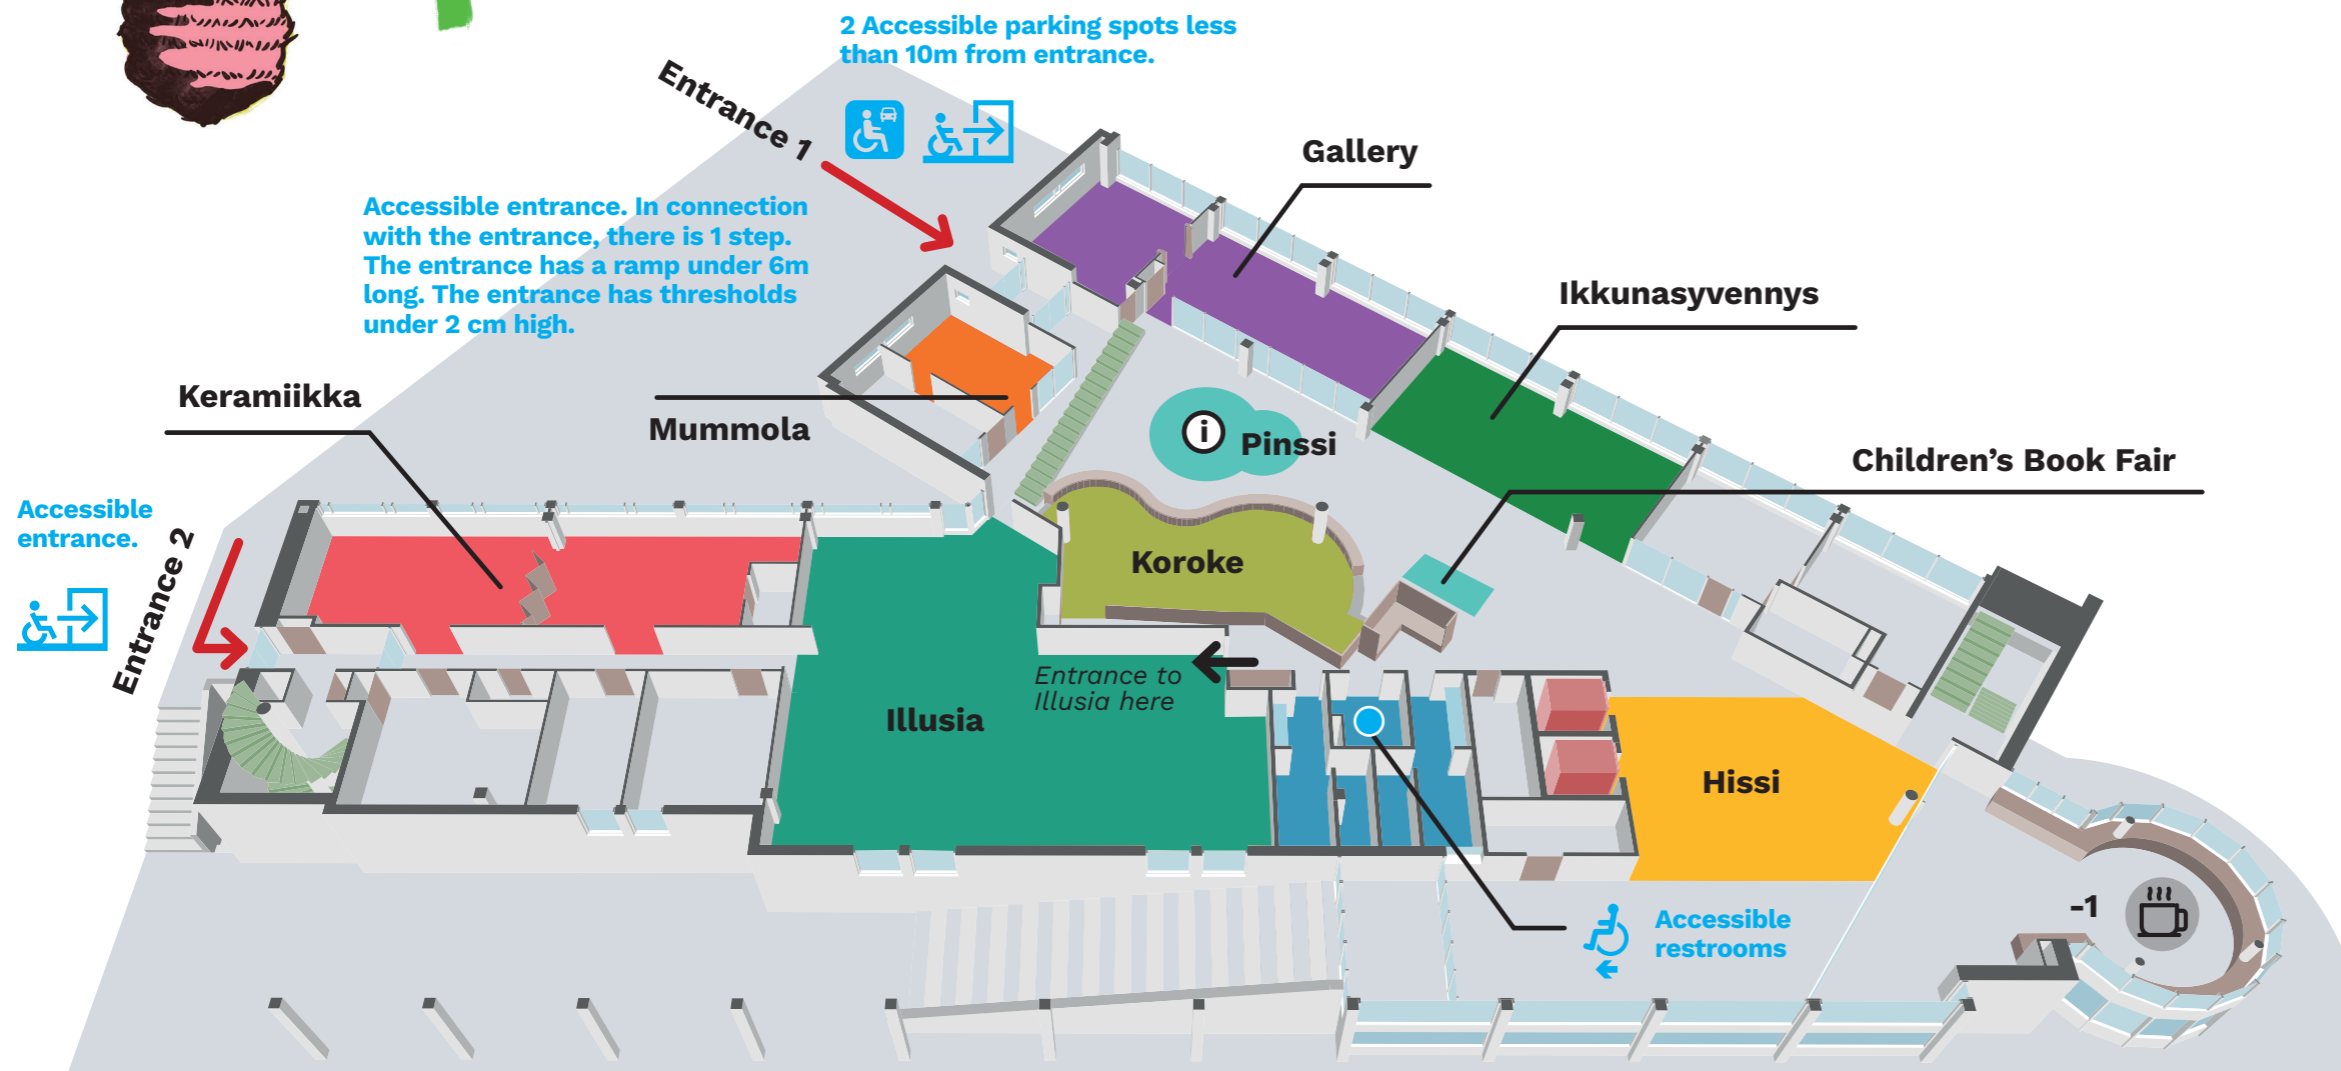 2 Accessible parking spots less
than 10m from entrance.
Entrance 1
Gallery
Accessible entrance. In connection
with the entrance, there is 1 step.
The entrance has a ramp under 6m
long. The entrance has thresholds
under 2 cm high.
Ikkunasyvennys
Keramiikka
Mummola
i
Pinssi
Children’s Book Fair
Accessible
entrance.
Entrance 2
Koroke
Entrance to
Illusia here
Illusia
Hissi
-1
Accessible
restrooms